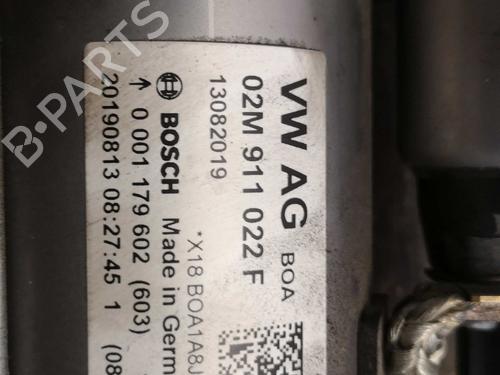 VW AG BOA
02M 911 022 F
13082019
*X18 BOA1A8J
BOSCH Made in Germ
0 001 179 602 (603)
20190813 08:27:45 1 (08
B-PARTS